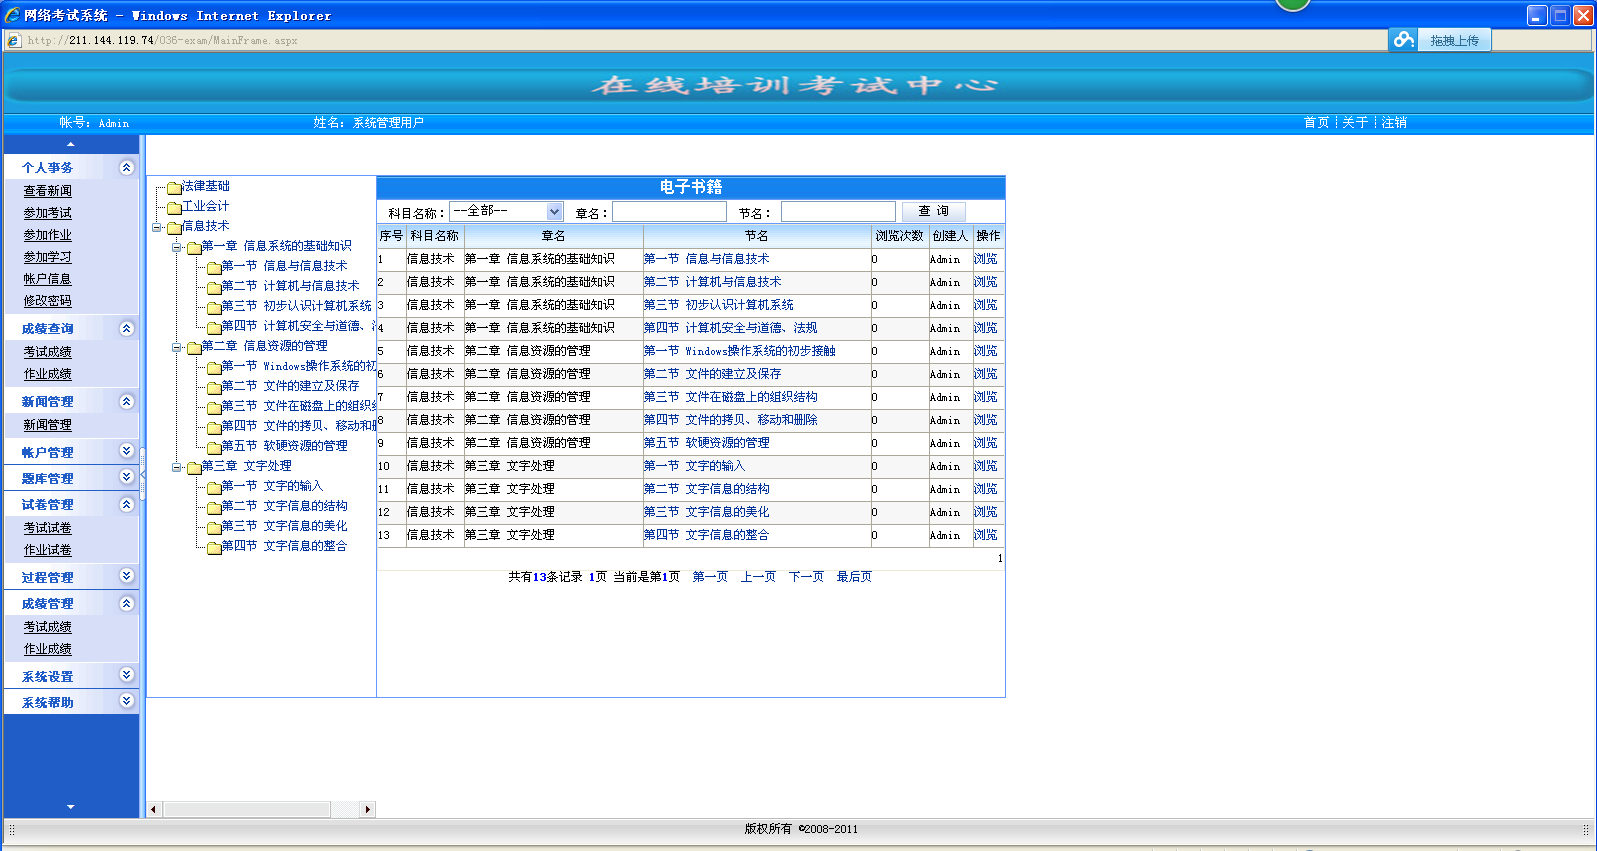 网络考试系统 - Windows Internet Explorer
http://211.144.119.74/036-exam/MainFrame.aspx
拖拽上传
在线培训考试中心
帐号: Admin
姓名: 系统管理用户
首页 | 关于 | 注销
个人事务
查看新闻
参加考试
参加作业
参加学习
帐户信息
修改密码
成绩查询
考试成绩
作业成绩
新闻管理
新闻管理
帐户管理
题库管理
试卷管理
考试试卷
作业试卷
过程管理
成绩管理
考试成绩
作业成绩
系统设置
系统帮助
法律基础
工业会计
信息技术
第一章 信息系统的基础知识
第一节 信息与信息技术
第二节 计算机与信息技术
第三节 初步认识计算机系统
第四节 计算机安全与道德、
第二章 信息资源的管理
第一节 Windows操作系统的初
第二节 文件的建立及保存
第三节 文件在磁盘上的组织
第四节 文件的拷贝、移动和
第五节 软硬资源的管理
第三章 文字处理
第一节 文字的输入
第二节 文字信息的结构
第三节 文字信息的美化
第四节 文字信息的整合
电子书籍
科目名称: --全部-- 章名: 节名: 查 询
序号 科目名称 章名 节名 浏览次数 创建人 操作
1 信息技术 第一章 信息系统的基础知识 第一节 信息与信息技术 0 Admin 浏览
2 信息技术 第一章 信息系统的基础知识 第二节 计算机与信息技术 0 Admin 浏览
3 信息技术 第一章 信息系统的基础知识 第三节 初步认识计算机系统 0 Admin 浏览
4 信息技术 第一章 信息系统的基础知识 第四节 计算机安全与道德、法规 0 Admin 浏览
5 信息技术 第二章 信息资源的管理 第一节 Windows操作系统的初步接触 0 Admin 浏览
6 信息技术 第二章 信息资源的管理 第二节 文件的建立及保存 0 Admin 浏览
7 信息技术 第二章 信息资源的管理 第三节 文件在磁盘上的组织结构 0 Admin 浏览
8 信息技术 第二章 信息资源的管理 第四节 文件的拷贝、移动和删除 0 Admin 浏览
9 信息技术 第二章 信息资源的管理 第五节 软硬资源的管理 0 Admin 浏览
10 信息技术 第三章 文字处理 第一节 文字的输入 0 Admin 浏览
11 信息技术 第三章 文字处理 第二节 文字信息的结构 0 Admin 浏览
12 信息技术 第三章 文字处理 第三节 文字信息的美化 0 Admin 浏览
13 信息技术 第三章 文字处理 第四节 文字信息的整合 0 Admin 浏览
1
共有13条记录 1页 当前是第1页 第一页 上一页 下一页 最后页
版权所有 ©2008-2011